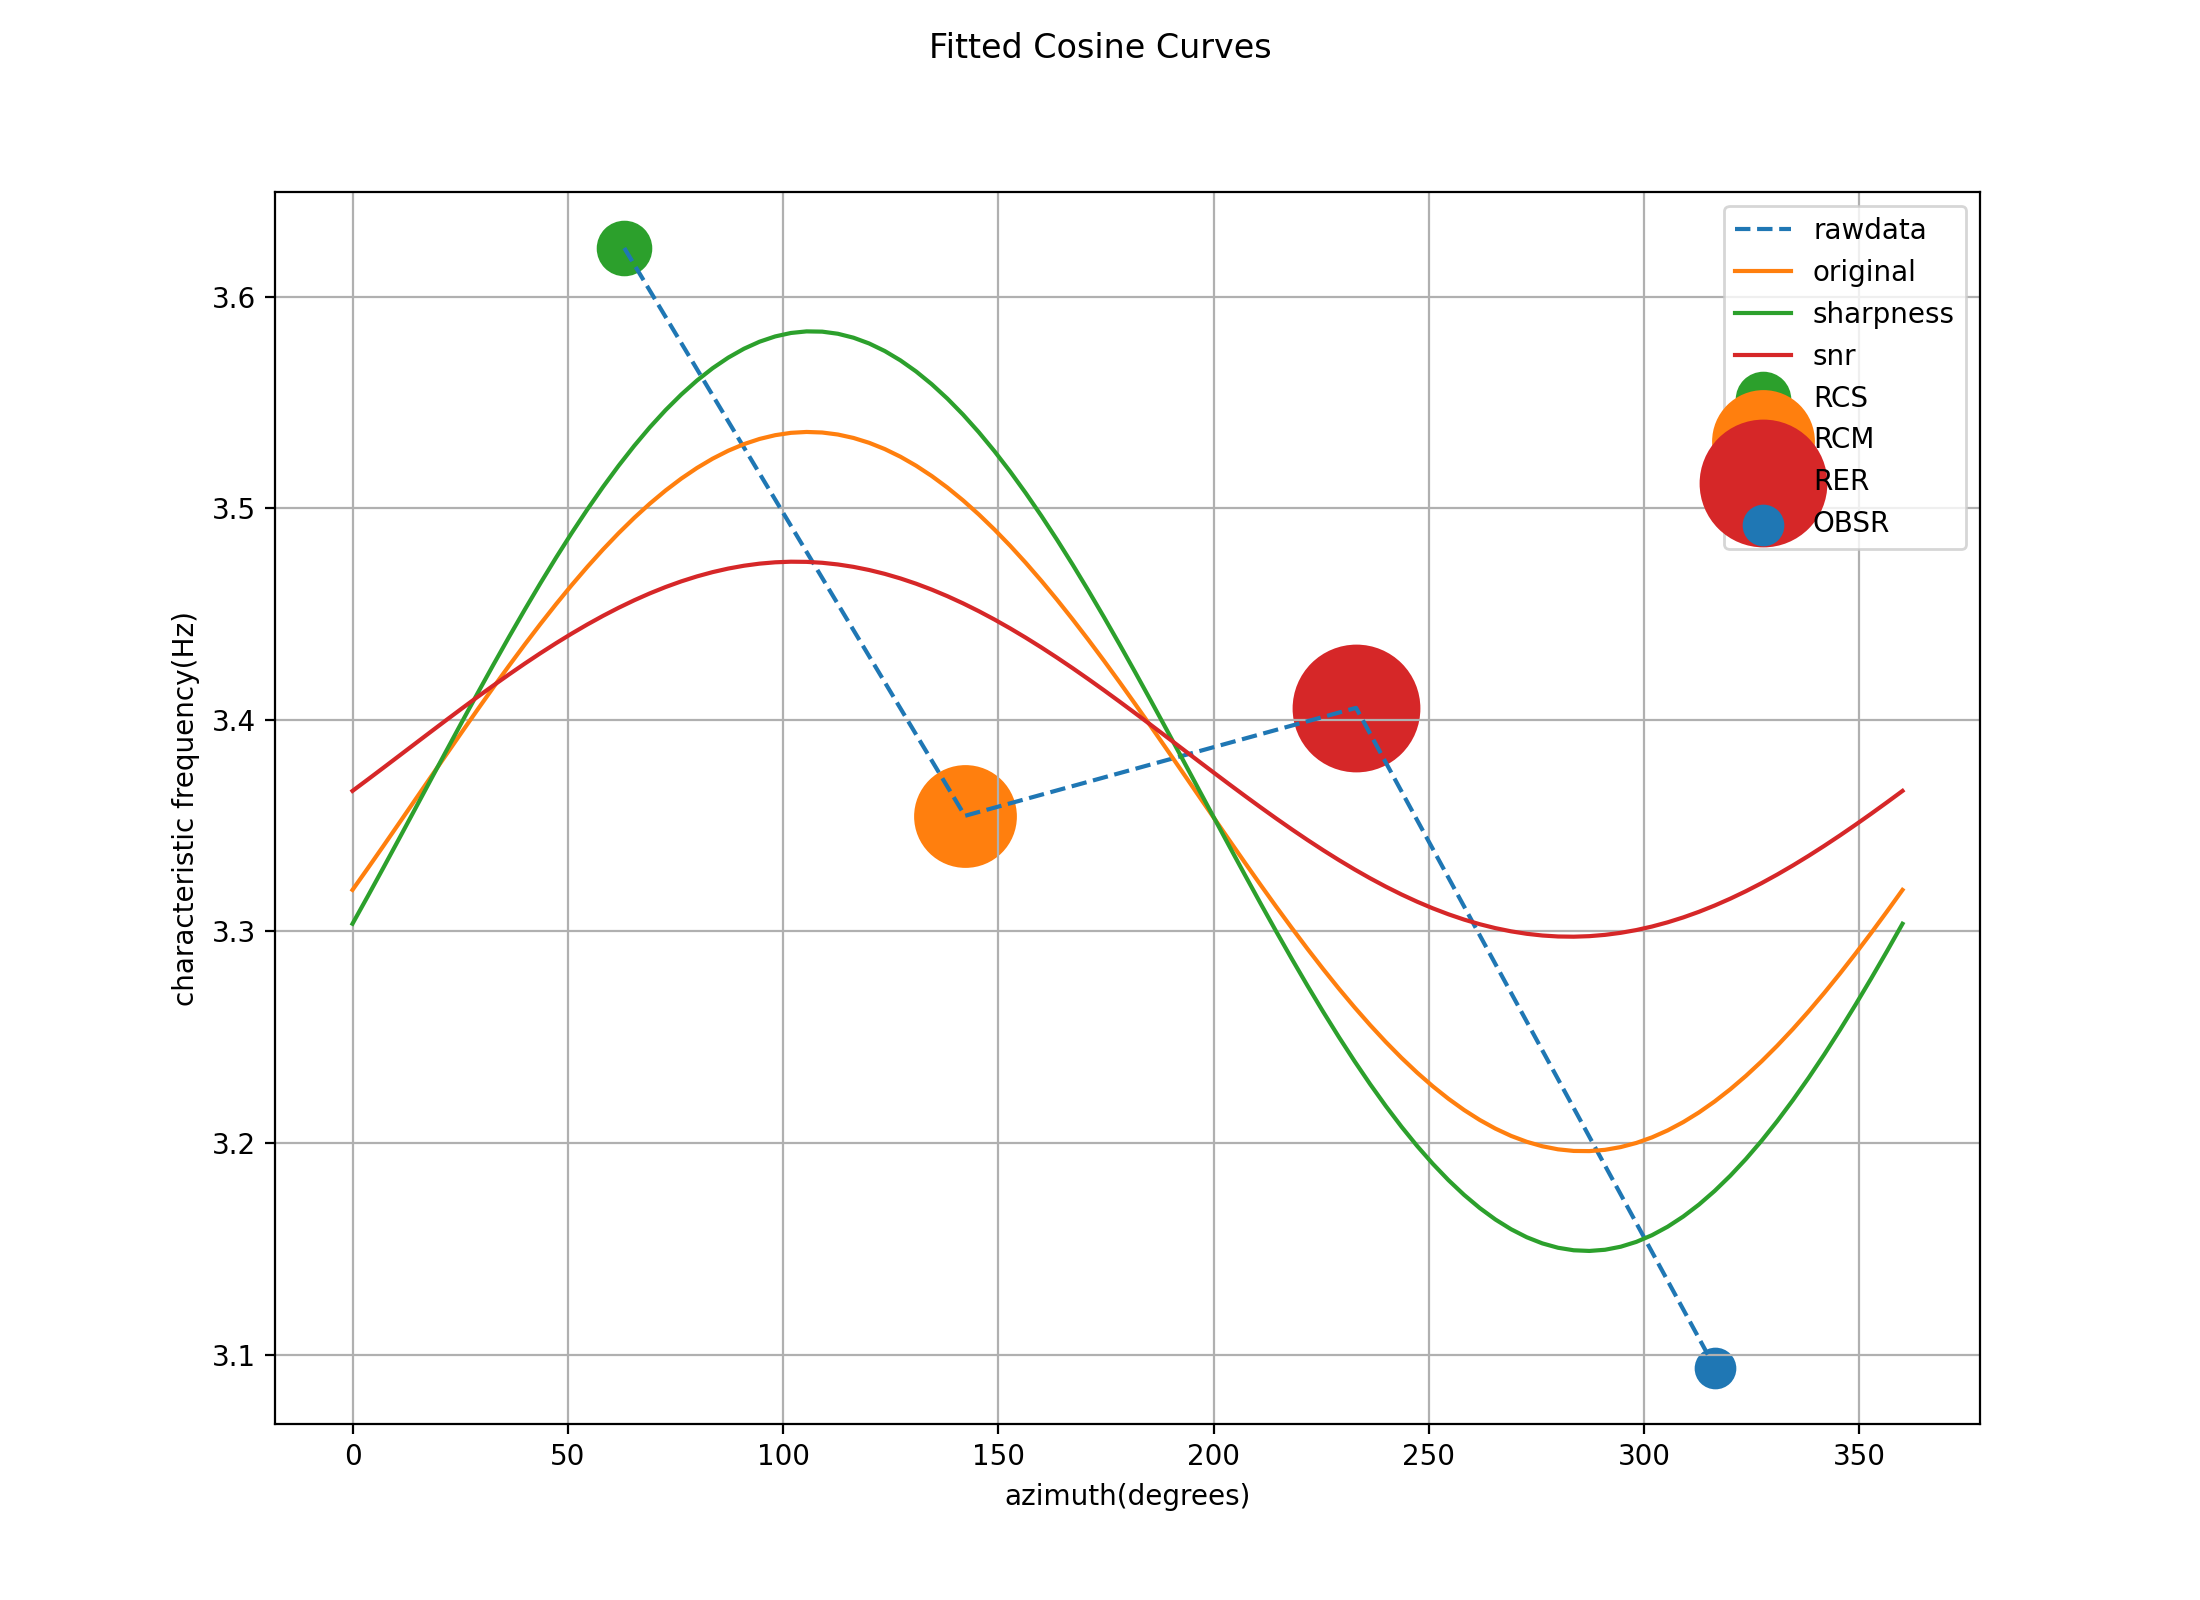 Fitted Cosine Curves
rawdata
original
sharpness
snr
RCS
RCM
RER
OBSR
3.6
3.5
3.4
3.3
3.2
3.1
characteristic frequency(Hz)
0 50 100 150 200 250 300 350
azimuth(degrees)